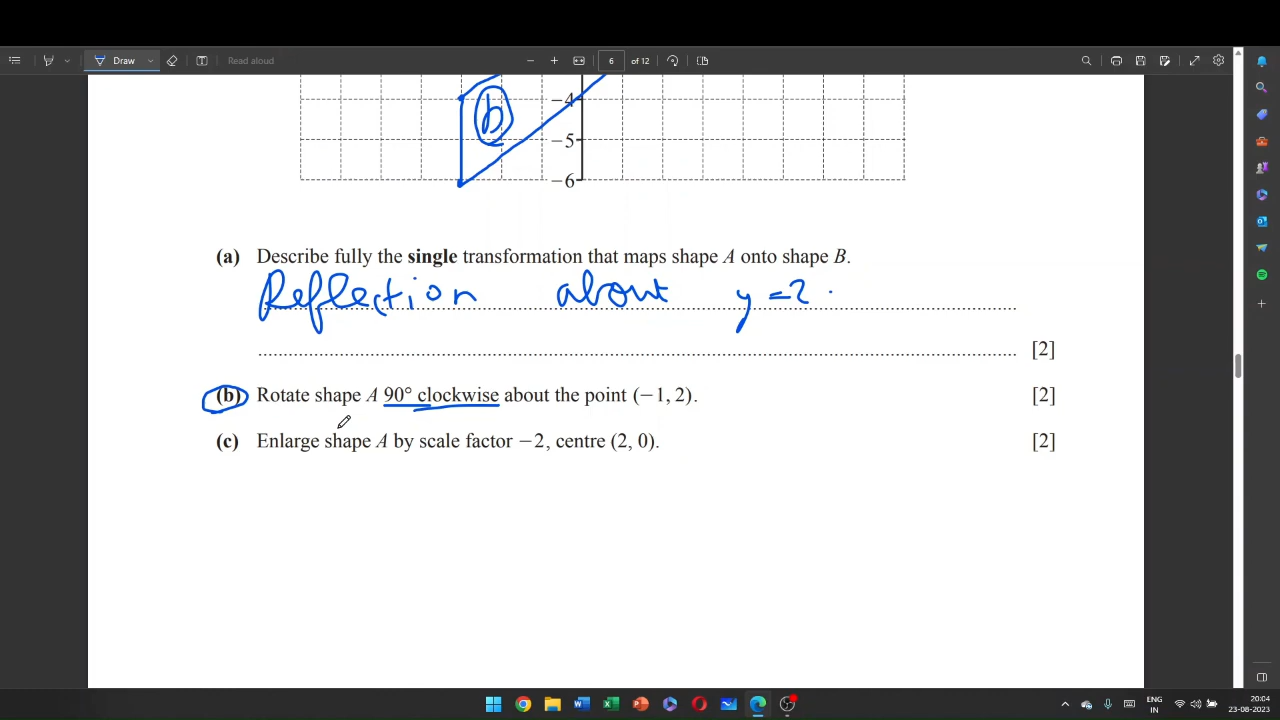 Draw
Read aloud
6 of 12
-4
b
-5
-6
(a) Describe fully the single transformation that maps shape A onto shape B.
Reflection about y=2.
[2]
(b) Rotate shape A 90° clockwise about the point (−1, 2). [2]
(c) Enlarge shape A by scale factor −2, centre (2, 0). [2]
ENG
IN
20:04
23-08-2023